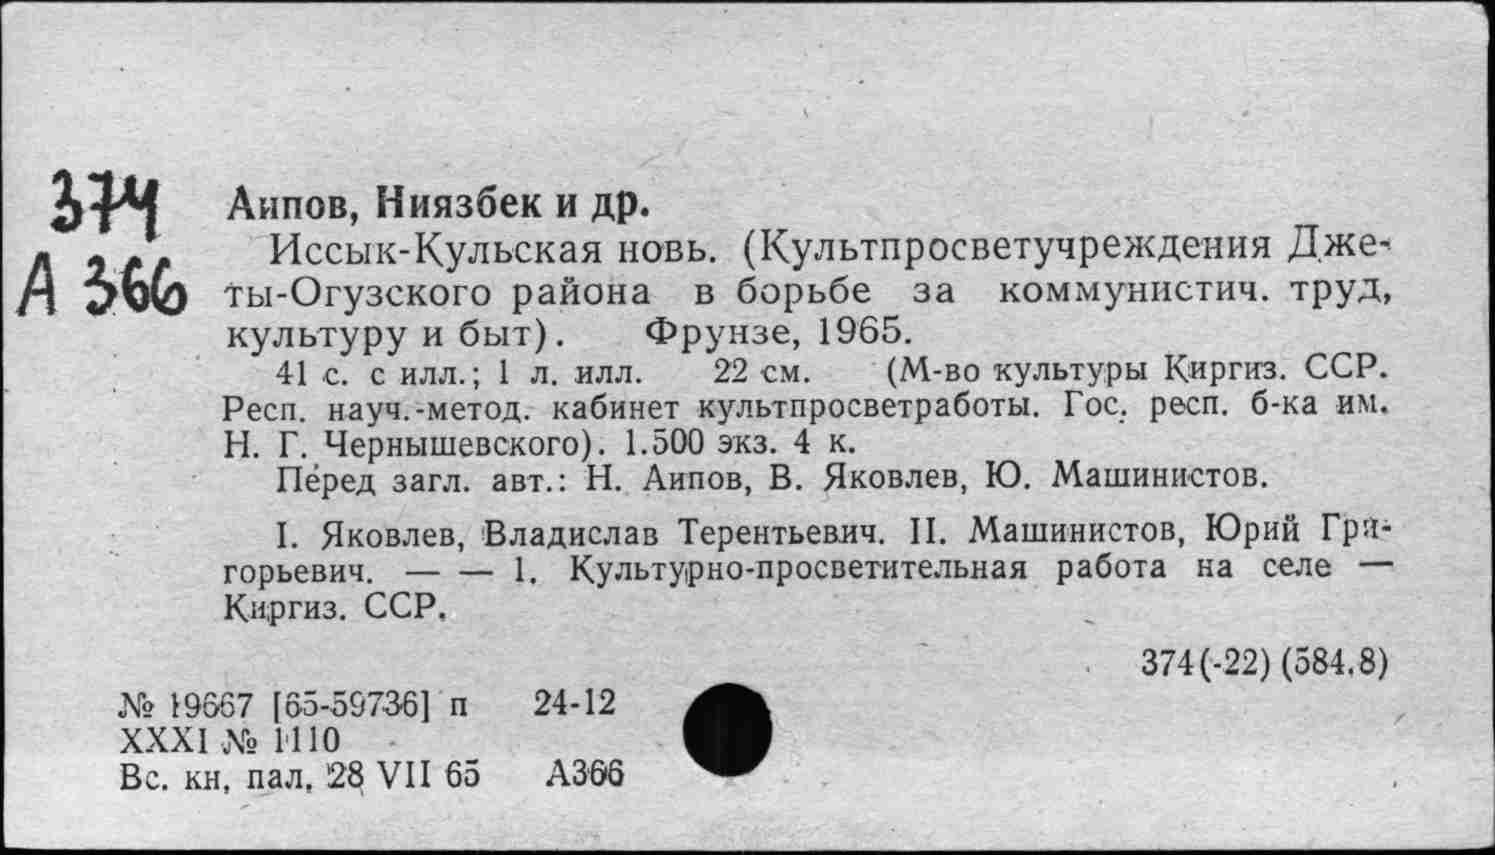 374
А 366
Аипов, Ниязбек и др.
Иссык-Кульская новь. (Культпросветучреждения Дже-
ты-Огузского района в борьбе за коммунистич. труд,
культуру и быт). Фрунзе, 1965.
41 с. с илл.; 1 л. илл. 22 см. (М-во культуры Киргиз. ССР.
Респ. науч.-метод. кабинет культпросветработы. Гос. респ. б-ка им.
Н. Г. Чернышевского). 1.500 экз. 4 к.
Перед загл. авт.: Н. Аипов, В. Яковлев, Ю. Машинистов.
I. Яковлев, Владислав Терентьевич. II. Машинистов, Юрий Гри-
горьевич. — — 1. Культурно-просветительная работа на селе —
Киргиз. ССР.
374(-22) (584.8)
№ 19667 [65-59736] п 24-12
XXXI № 1110
Вс. кн. пал. 28 VII 65 А366